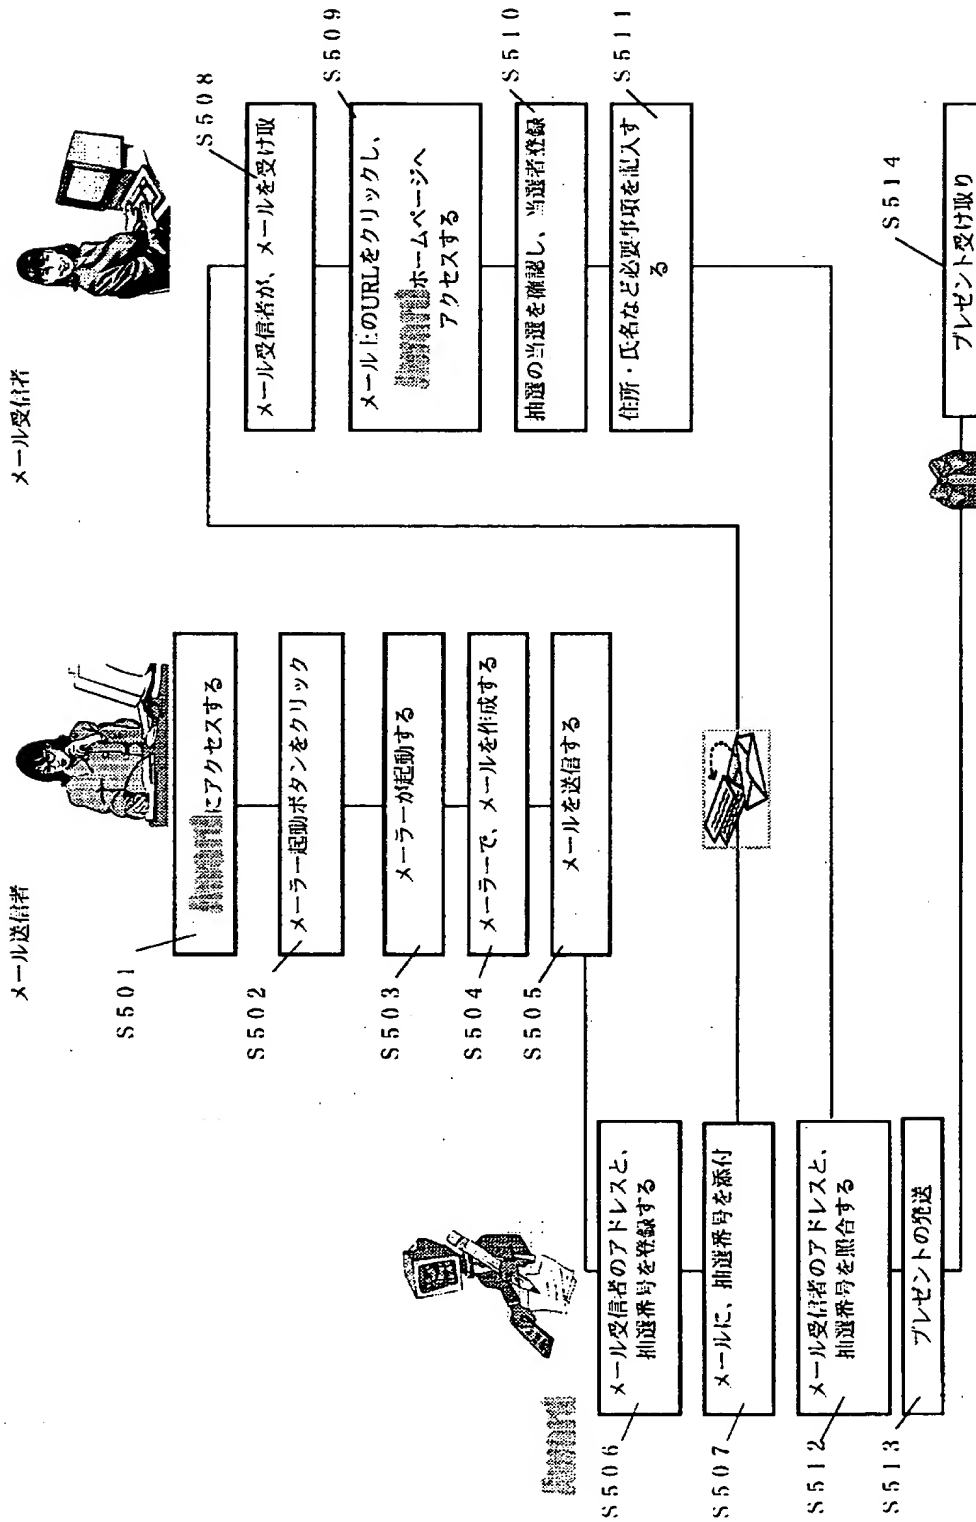 メール送信者
メール受信者
S501
にアクセスする
S502
メーラー起動ボタンをクリック
S503
メーラーが起動する
S504
メーラーで、メールを作成する
S505
メールを送信する
S506
メール受信者のアドレスと、
抽選番号を登録する
S507
メールに、抽選番号を添付
S508
メール受信者が、メールを受け取
S509
メール上のURLをクリックし、
ホームページへ
アクセスする
S510
抽選の当選を確認し、当選者登録
S511
住所・氏名など必要事項を記入す
る
S512
メール受信者のアドレスと、
抽選番号を照合する
S513
プレゼントの発送
S514
プレゼント受け取り